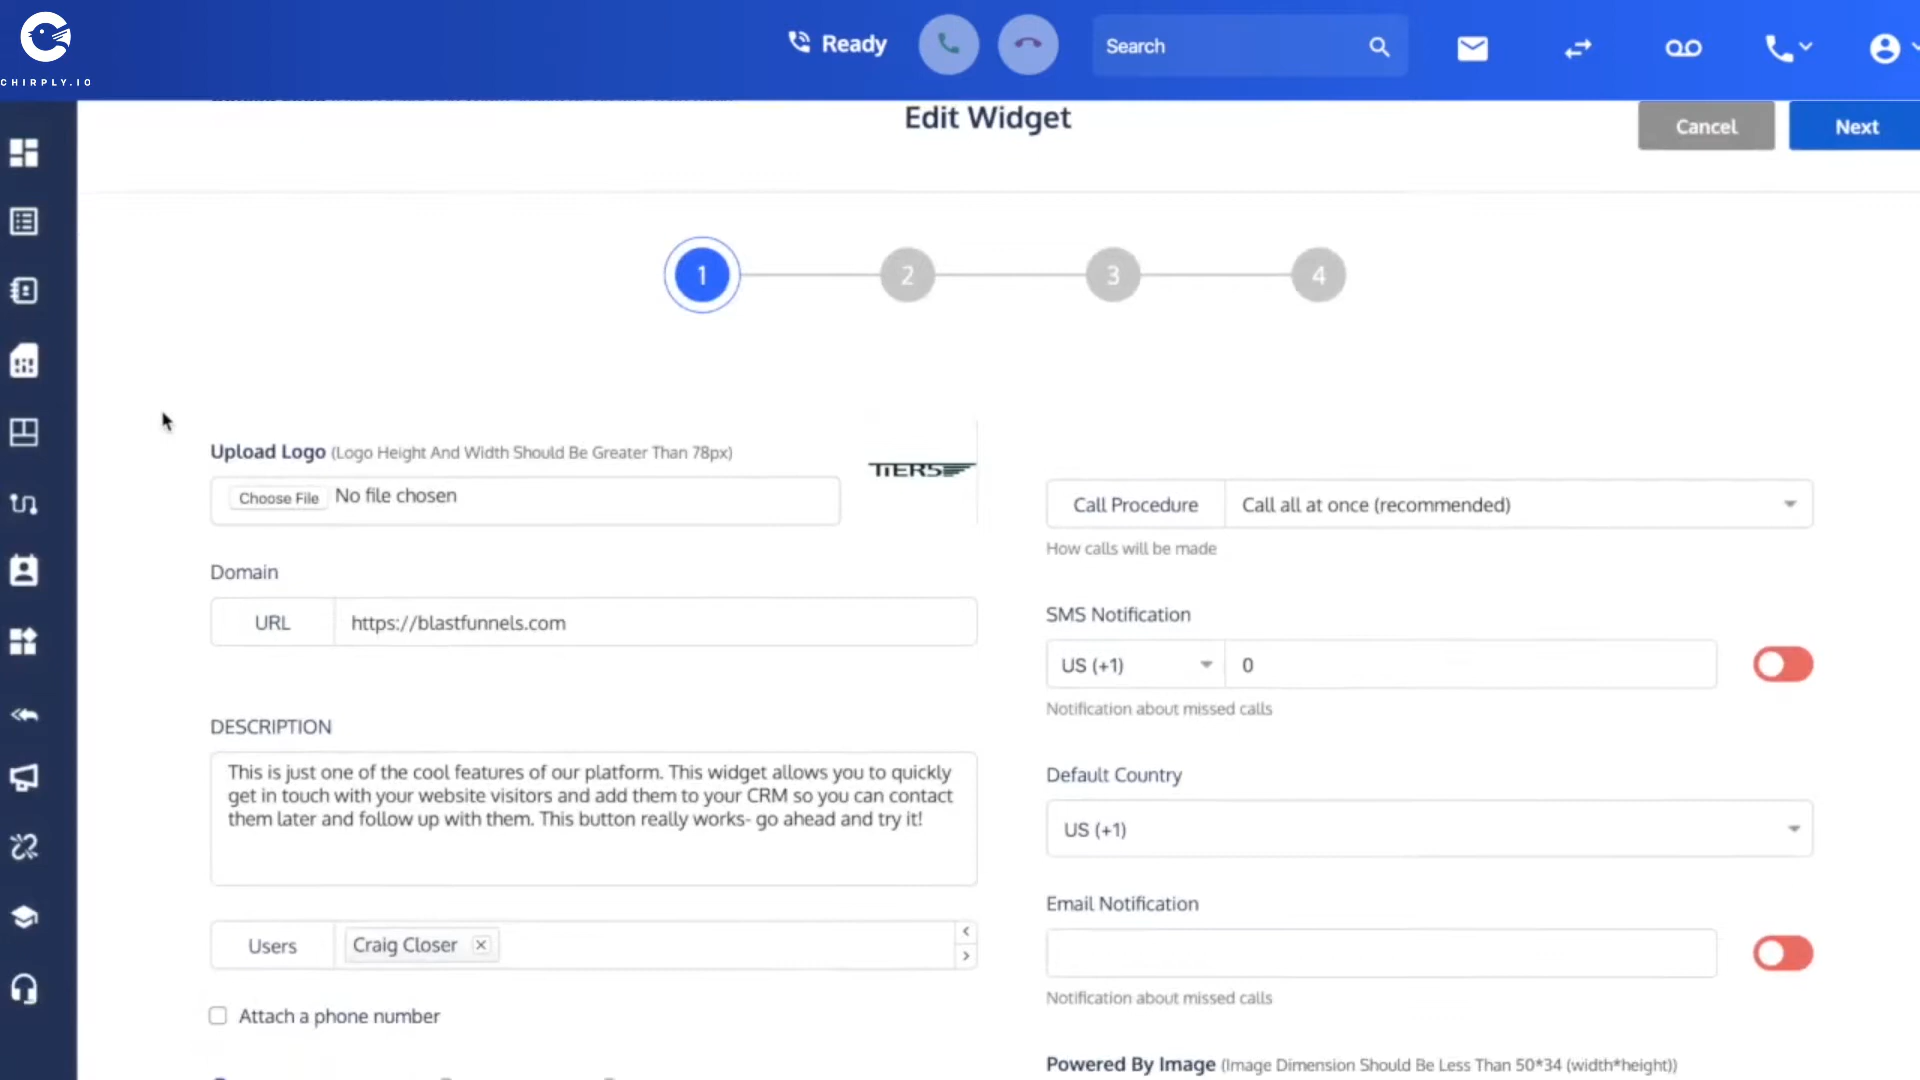 CHIRPLY.IO
Ready
Search
Edit Widget
Cancel
Next
1
2
3
4
Upload Logo (Logo Height And Width Should Be Greater Than 78px)
Choose File No file chosen
TIER5
Domain
URL https://blastfunnels.com
DESCRIPTION
This is just one of the cool features of our platform. This widget allows you to quickly
get in touch with your website visitors and add them to your CRM so you can contact
them later and follow up with them. This button really works- go ahead and try it!
Users Craig Closer ×
Attach a phone number
Call Procedure Call all at once (recommended)
How calls will be made
SMS Notification
US (+1) 0
Notification about missed calls
Default Country
US (+1)
Email Notification
Notification about missed calls
Powered By Image (Image Dimension Should Be Less Than 50*34 (width*height))